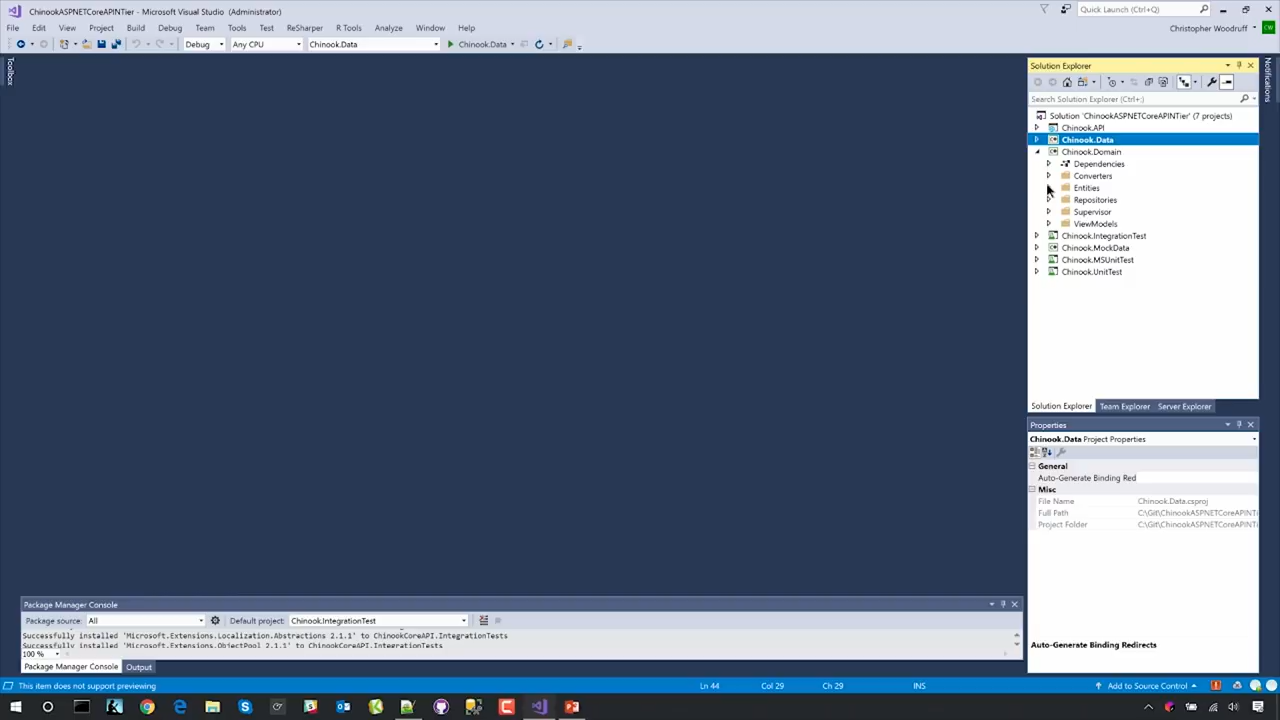 ChinookASPNETCoreAPINTier - Microsoft Visual Studio (Administrator)
Quick Launch (Ctrl+Q)
File Edit View Project Build Debug Team Tools Test ReSharper R Tools Analyze Window Help
Christopher Woodruff CW
Debug Any CPU Chinook.Data Chinook.Data
Toolbox
Notifications
Solution Explorer
Search Solution Explorer (Ctrl+;)
Solution 'ChinookASPNETCoreAPINTier' (7 projects)
Chinook.API
Chinook.Data
Chinook.Domain
Dependencies
Converters
Entities
Repositories
Supervisor
ViewModels
Chinook.IntegrationTest
Chinook.MockData
Chinook.MSUnitTest
Chinook.UnitTest
Solution Explorer Team Explorer Server Explorer
Properties
Chinook.Data Project Properties
General
Auto-Generate Binding Red
Misc
File Name Chinook.Data.csproj
Full Path C:\Git\ChinookASPNETCoreAPINTi
Project Folder C:\Git\ChinookASPNETCoreAPINTi
Auto-Generate Binding Redirects
Package Manager Console
Package source: All Default project: Chinook.IntegrationTest
Successfully installed 'Microsoft.Extensions.Localization.Abstractions 2.1.1' to ChinookCoreAPI.IntegrationTests
Successfully installed 'Microsoft.Extensions.ObjectPool 2.1.1' to ChinookCoreAPI.IntegrationTests
100 %
Package Manager Console Output
This item does not support previewing Ln 44 Col 29 Ch 29 INS Add to Source Control